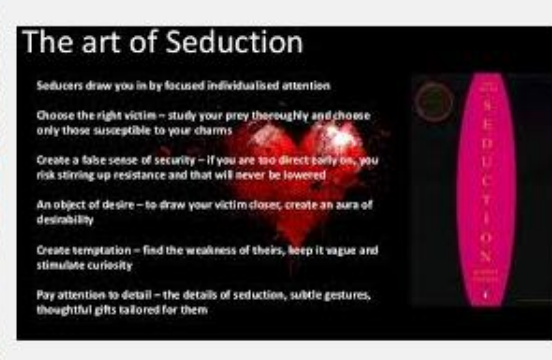 The art of Seduction
Seducers draw you in by focused individualised attention
Choose the right victim – study your prey thoroughly and choose
only those susceptible to your charms
Create a false sense of security – if you are too direct early on, you
risk stirring up resistance and that will never be lowered
An object of desire – to draw your victim closer, create an aura of
desirability
Create temptation – find the weakness of theirs, keep it vague and
stimulate curiosity
Pay attention to detail – the details of seduction, subtle gestures,
thoughtful gifts tailored for them
SEDUCTION